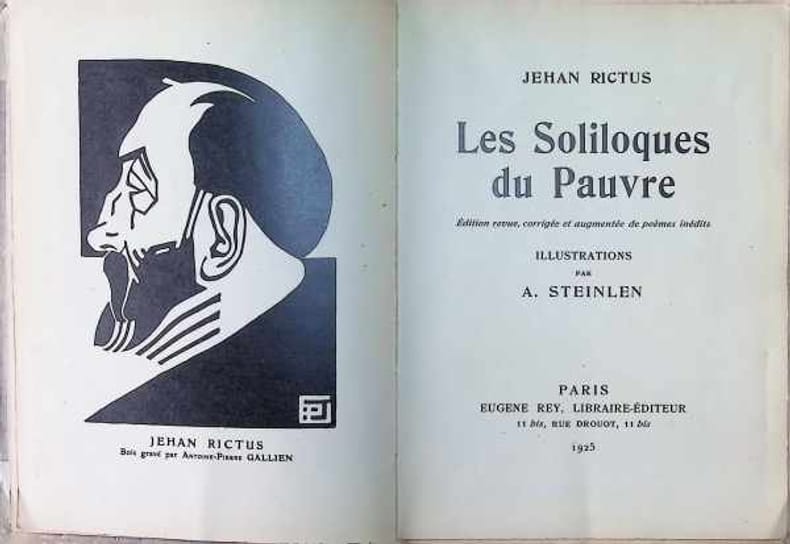 JEHAN RICTUS
Bois gravé par ANTOINE-PIERRE GALLIEN
JEHAN RICTUS
Les Soliloques
du Pauvre
Édition revue, corrigée et augmentée de poèmes inédits
ILLUSTRATIONS
PAR
A. STEINLEN
PARIS
EUGENE REY, LIBRAIRE-ÉDITEUR
11 bis, RUE DROUOT, 11 bis
1925